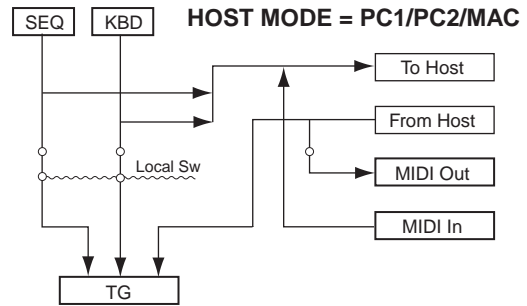 SEQ KBD HOST MODE = PC1/PC2/MAC
To Host
From Host
Local Sw
MIDI Out
MIDI In
TG